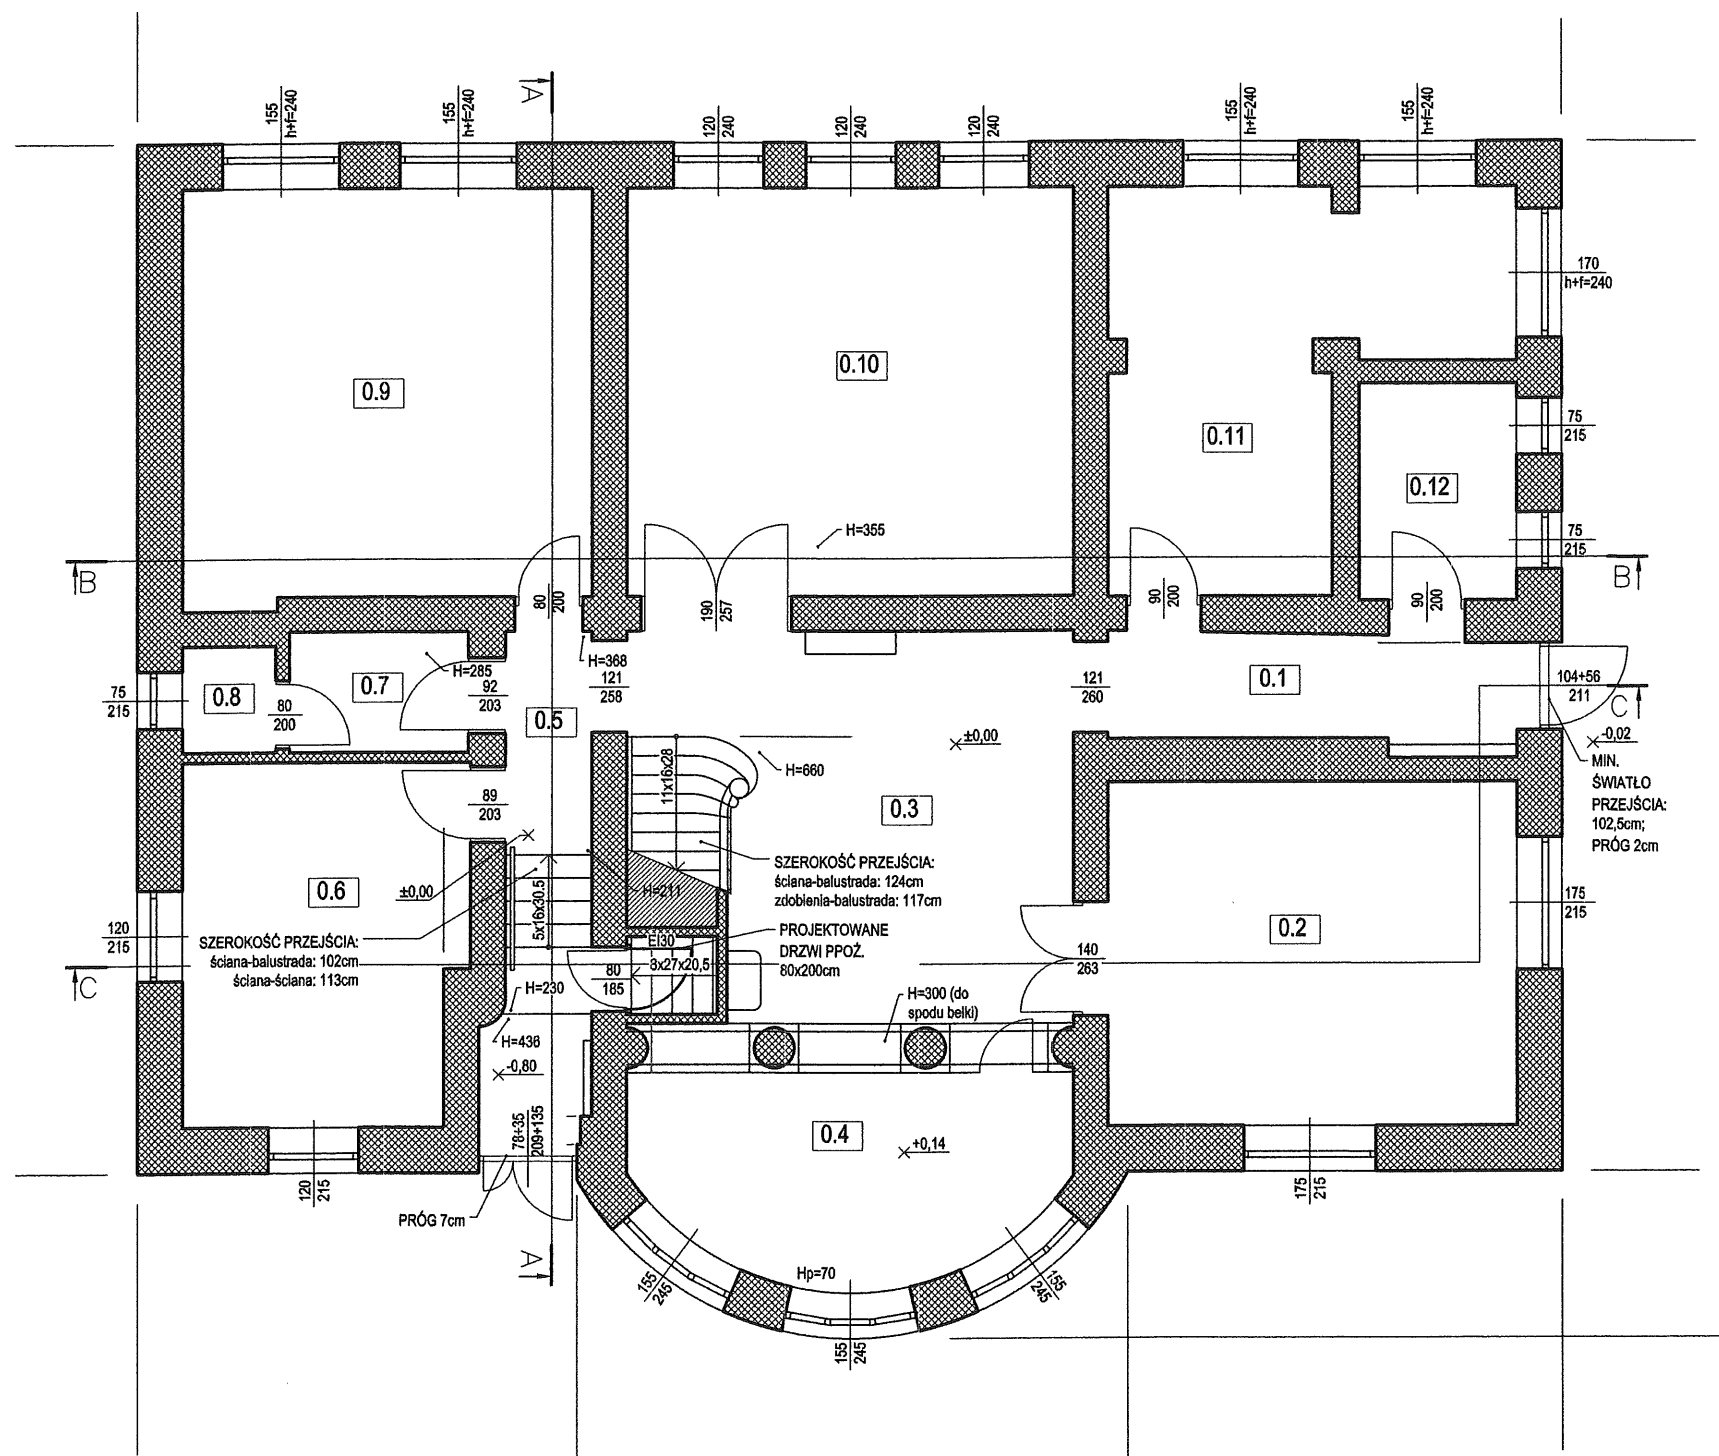 A
155
h+f=240
155
h+f=240
120
240
120
240
120
240
155
h+f=240
155
h+f=240
170
h+f=240
0.9
0.10
0.11
0.12
75
215
75
215
H=355
B
B
80
200
190
257
90
200
90
200
H=368
H=285
0.8
0.7
75
215
80
200
92
203
0.5
121
258
121
260
0.1
104+56
211
C
-0,02
MIN.
ŚWIATŁO
PRZEJŚCIA:
102,5cm;
PRÓG 2cm
±0,00
H=660
11x16x28
0.3
89
203
0.6
±0,00
5x16x30.5
H=211
SZEROKOŚĆ PRZEJŚCIA:
ściana-balustrada: 124cm
zdobienia-balustrada: 117cm
SZEROKOŚĆ PRZEJŚCIA:
ściana-balustrada: 102cm
ściana-ściana: 113cm
120
215
C
EI30
8x27x20,5
80
185
PROJEKTOWANE
DRZWI PPOŻ.
80x200cm
0.2
140
263
175
215
H=230
H=436
-0,80
H=300 (do
spodu belki)
0.4
+0,14
78+35
209+135
120
215
175
215
PRÓG 7cm
A
Hp=70
155
245
155
245
155
245